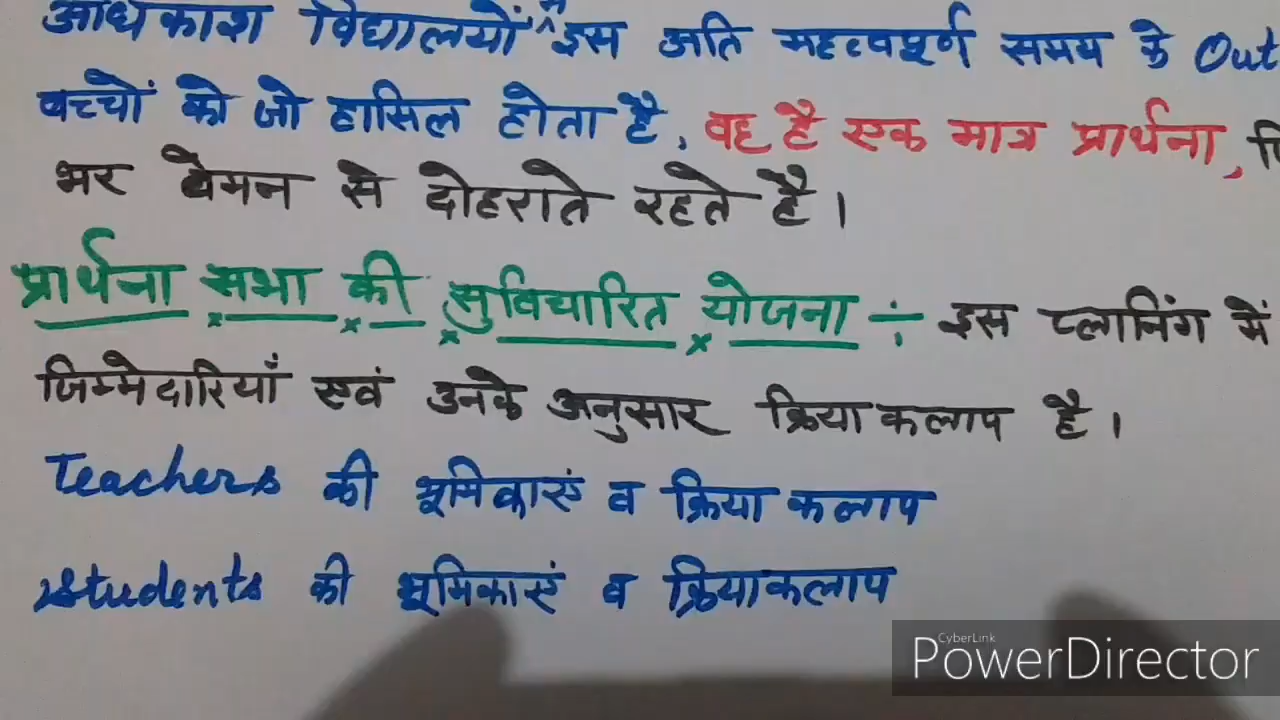 अधिकांश विद्यालयों में इस अति महत्वपूर्ण समय के Out
बच्चों को जो हासिल होता है, वह है एक मात्र प्रार्थना,
भर बेमन से दोहराते रहते है।
प्रार्थना सभा की सुविचारित योजना ÷ इस प्लानिंग में
जिम्मेदारियाँ एवं उनके अनुसार क्रिया कलाप है।
Teachers की भूमिकाएं व क्रिया कलाप
Students की भूमिकाएं व क्रियाकलाप
CyberLink
PowerDirector